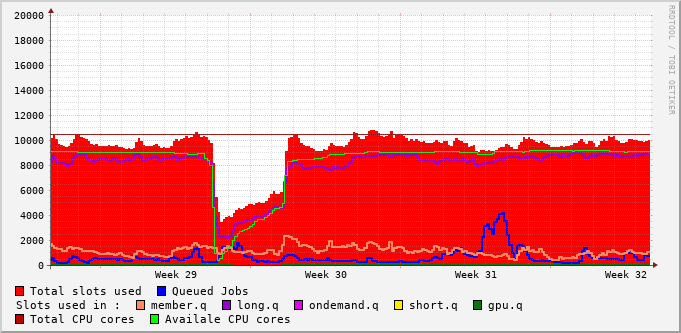 20000
18000
16000
14000
12000
10000
8000
6000
4000
2000
0
Week 29 Week 30 Week 31 Week 32
Total slots used Queued Jobs
Slots used in : member.q long.q ondemand.q short.q gpu.q
Total CPU cores Availale CPU cores
RRDTOOL / TOBI OETIKER